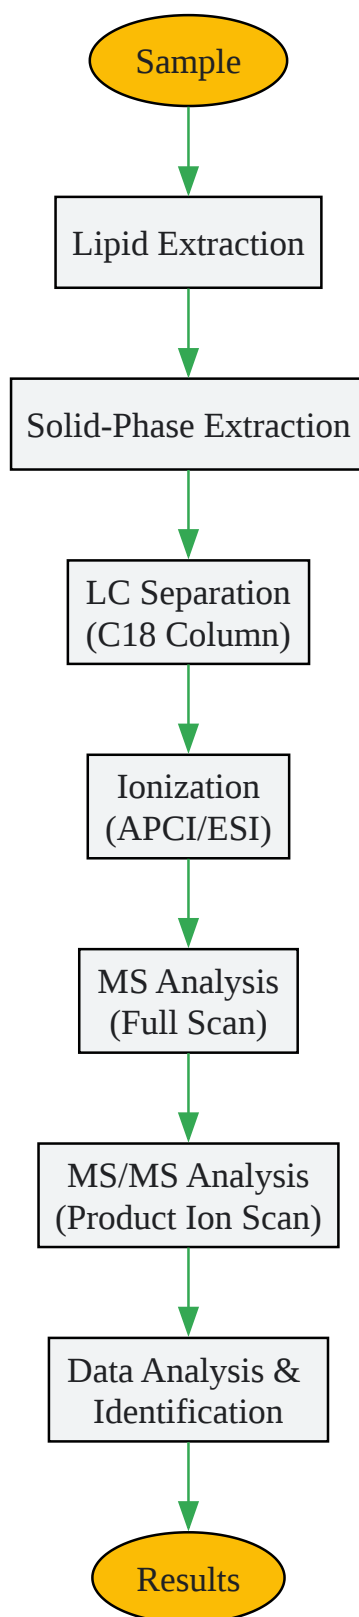 Sample
Lipid Extraction
Solid-Phase Extraction
LC Separation
(C18 Column)
Ionization
(APCI/ESI)
MS Analysis
(Full Scan)
MS/MS Analysis
(Product Ion Scan)
Data Analysis &
Identification
Results